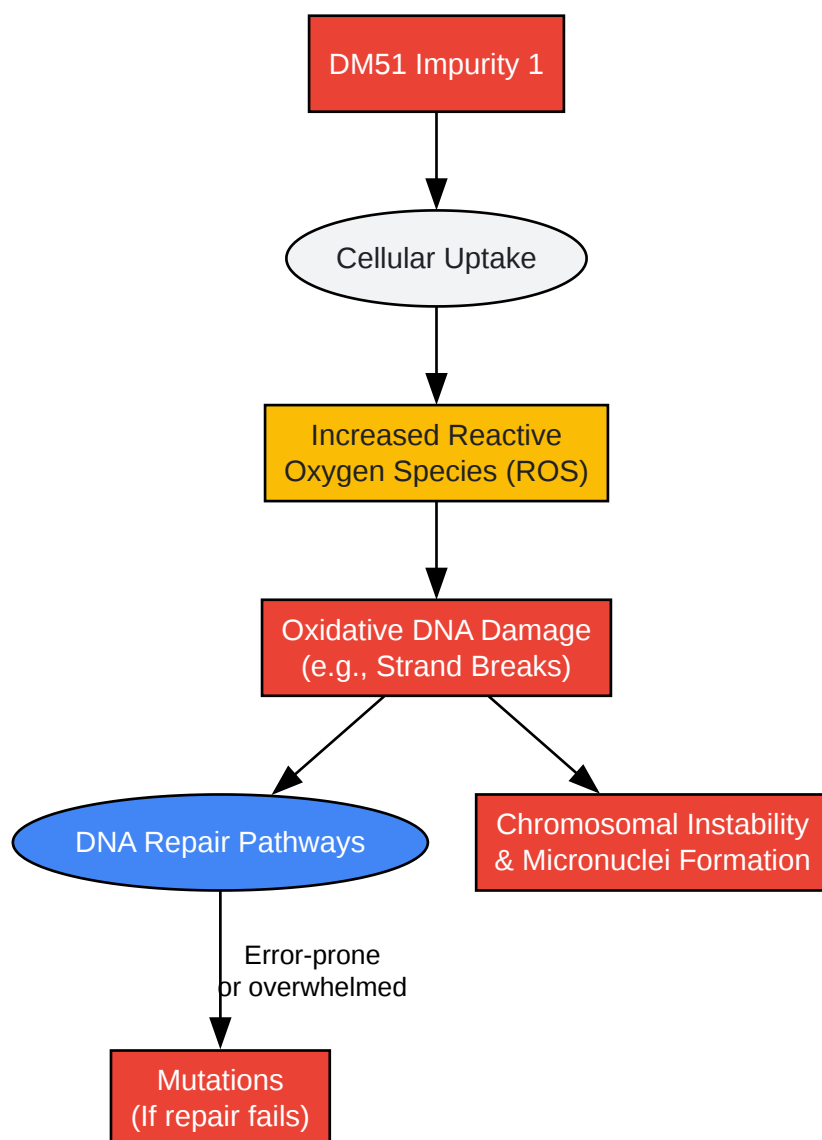 DM51 Impurity 1
Cellular Uptake
Increased Reactive
Oxygen Species (ROS)
Oxidative DNA Damage
(e.g., Strand Breaks)
DNA Repair Pathways
Chromosomal Instability
& Micronuclei Formation
Error-prone
or overwhelmed
Mutations
(If repair fails)